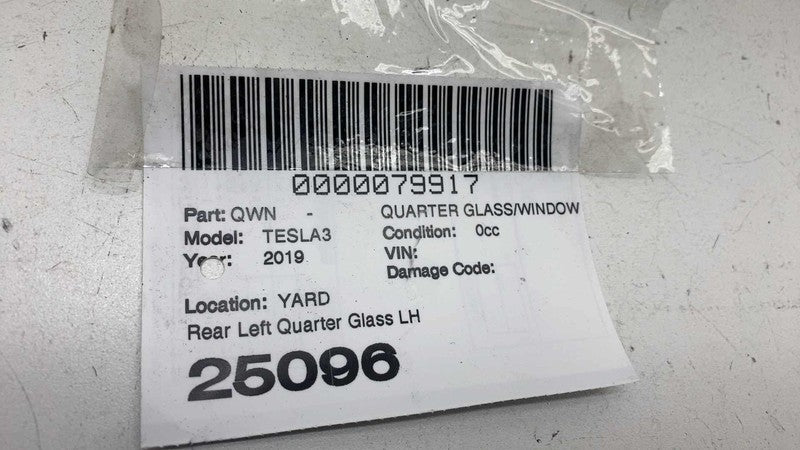 0000079917
Part: QWN - QUARTER GLASS/WINDOW
Model: TESLA3 Condition: 0cc
Year: 2019 VIN:
Damage Code:
Location: YARD
Rear Left Quarter Glass LH
25096